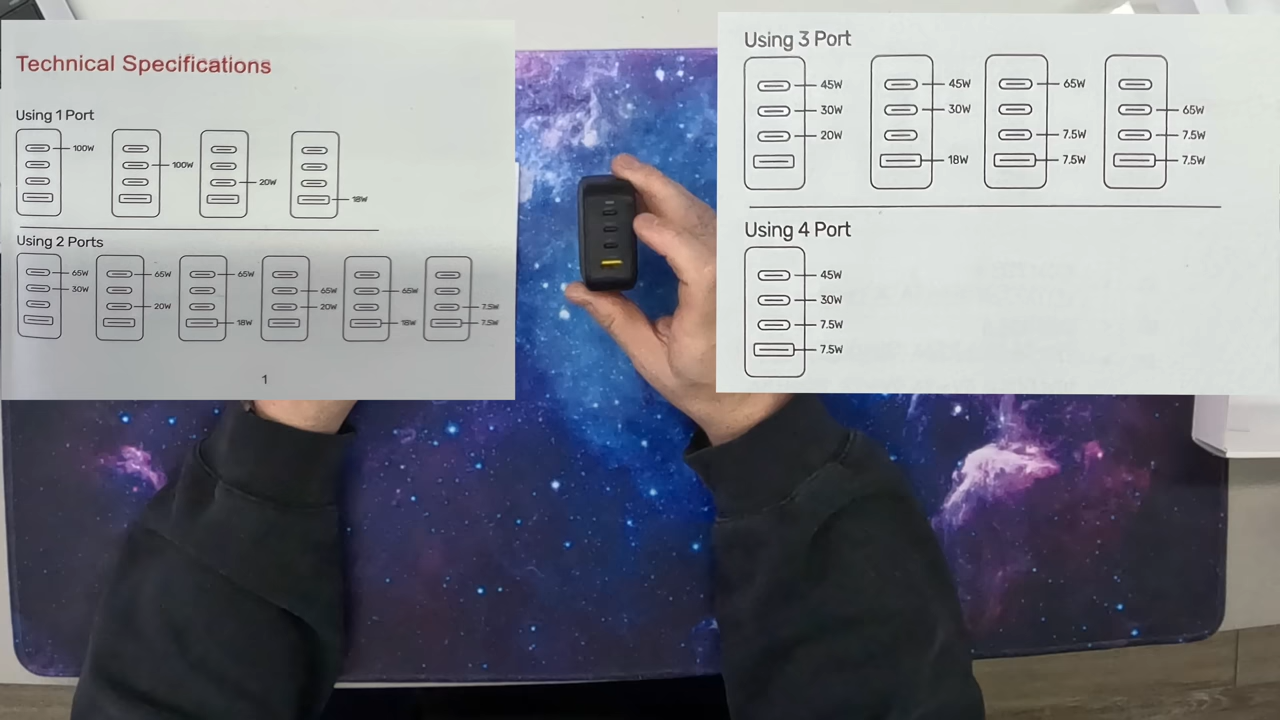 Technical Specifications
Using 1 Port
100W
100W
20W
18W
Using 2 Ports
65W 65W 65W
30W 65W 65W
20W 20W 7.5W
18W 18W 7.5W
1
Using 3 Port
45W 45W 65W
30W 30W 65W
20W 7.5W 7.5W
18W 7.5W 7.5W
Using 4 Port
45W
30W
7.5W
7.5W